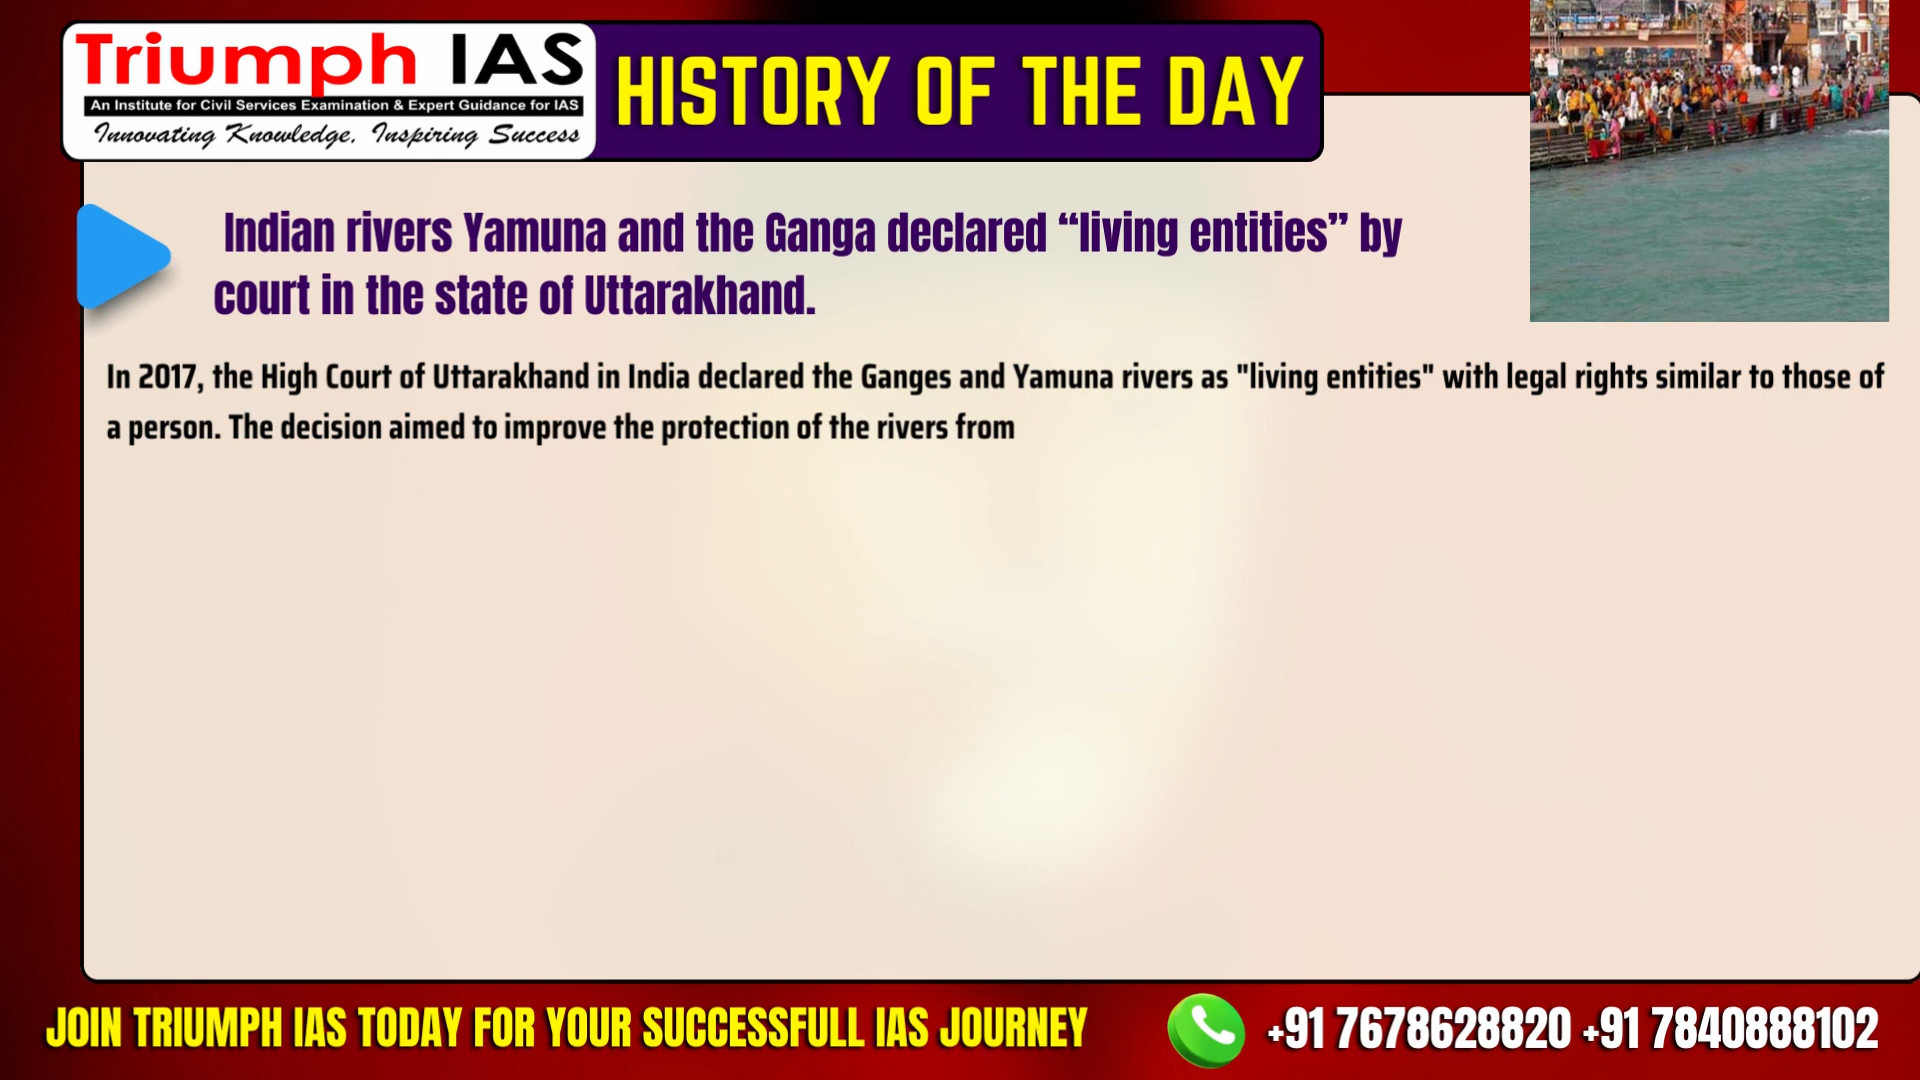 Triumph IAS
An Institute for Civil Services Examination & Expert Guidance for IAS
Innovating Knowledge, Inspiring Success
HISTORY OF THE DAY
Indian rivers Yamuna and the Ganga declared “living entities” by
court in the state of Uttarakhand.
In 2017, the High Court of Uttarakhand in India declared the Ganges and Yamuna rivers as "living entities" with legal rights similar to those of
a person. The decision aimed to improve the protection of the rivers from
JOIN TRIUMPH IAS TODAY FOR YOUR SUCCESSFULL IAS JOURNEY
+91 7678628820 +91 7840888102